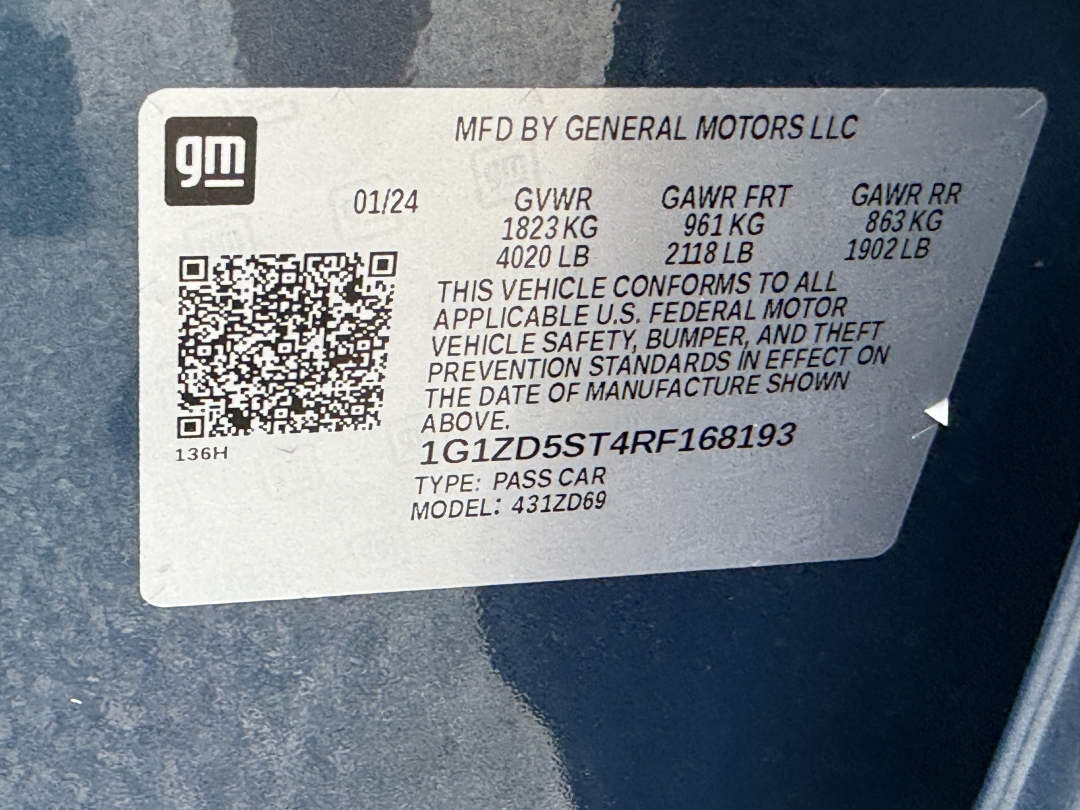 gm
MFD BY GENERAL MOTORS LLC
01/24 GVWR GAWR FRT GAWR RR
1823 KG 961 KG 863 KG
4020 LB 2118 LB 1902 LB
THIS VEHICLE CONFORMS TO ALL
APPLICABLE U.S. FEDERAL MOTOR
VEHICLE SAFETY, BUMPER, AND THEFT
PREVENTION STANDARDS IN EFFECT ON
THE DATE OF MANUFACTURE SHOWN
ABOVE.
136H
1G1ZD5ST4RF168193
TYPE: PASS CAR
MODEL: 431ZD69